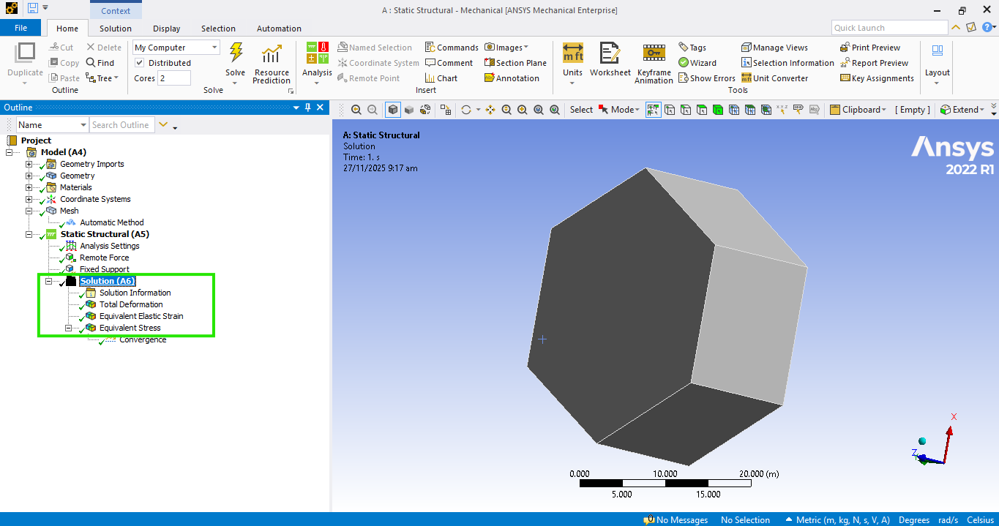 Context
A : Static Structural - Mechanical [ANSYS Mechanical Enterprise]
File Home Solution Display Selection Automation
Quick Launch
Duplicate
Cut
Delete
Copy
Find
Paste
Tree
Outline
My Computer
Distributed
Cores 2
Solve
Resource Prediction
Solve
Analysis
Named Selection
Coordinate System
Remote Point
Commands
Comment
Chart
Images
Section Plane
Annotation
Insert
Units
Worksheet
Keyframe Animation
Tags
Wizard
Show Errors
Manage Views
Selection Information
Unit Converter
Print Preview
Report Preview
Key Assignments
Tools
Layout
Outline
Name
Search Outline
Select
Mode
Clipboard
[ Empty ]
Extend
Project
Model (A4)
Geometry Imports
Geometry
Materials
Coordinate Systems
Mesh
Automatic Method
Static Structural (A5)
Analysis Settings
Remote Force
Fixed Support
Solution (A6)
Solution Information
Total Deformation
Equivalent Elastic Strain
Equivalent Stress
Convergence
A: Static Structural
Solution
Time: 1. s
27/11/2025 9:17 am
Ansys
2022 R1
X
Z
0.000 10.000 20.000 (m)
5.000 15.000
0 No Messages No Selection Metric (m, kg, N, s, V, A) Degrees rad/s Celsius